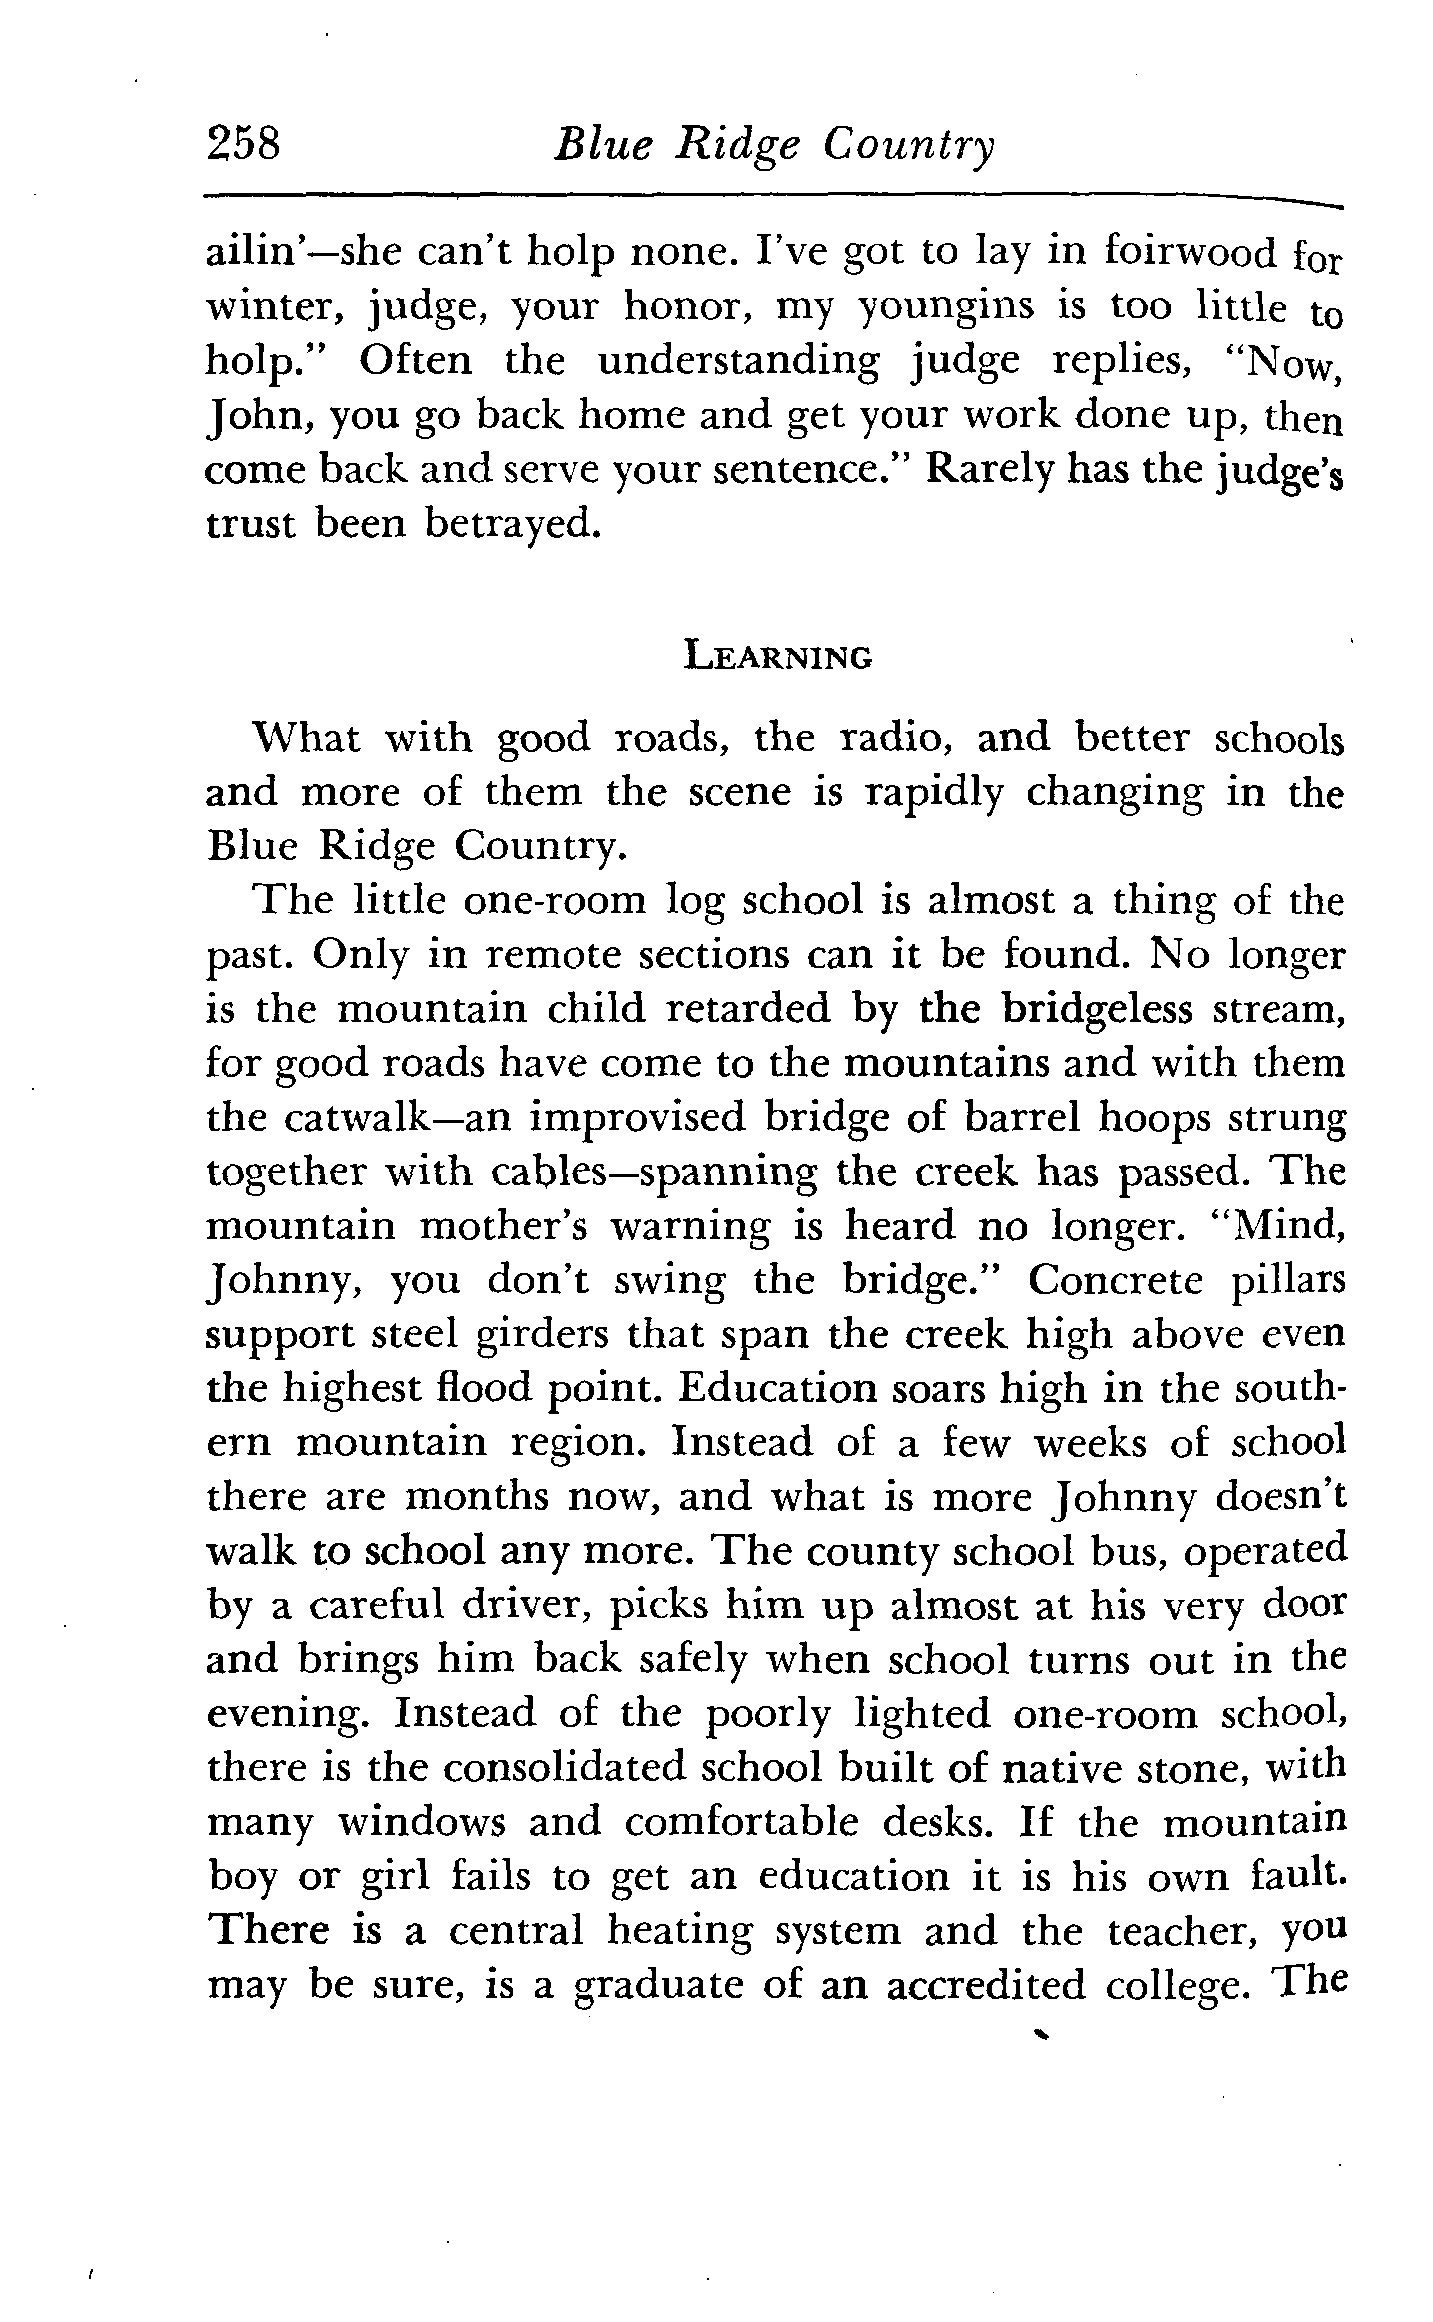 258 Blue Ridge Country
ailin'—she can't holp none. I've got to lay in foirwood for
winter, judge, your honor, my youngins is too little to
holp." Often the understanding judge replies, "Now,
John, you go back home and get your work done up, then
come back and serve your sentence." Rarely has the judge's
trust been betrayed.
LEARNING
What with good roads, the radio, and better schools
and more of them the scene is rapidly changing in the
Blue Ridge Country.
The little one-room log school is almost a thing of the
past. Only in remote sections can it be found. No longer
is the mountain child retarded by the bridgeless stream,
for good roads have come to the mountains and with them
the catwalk—an improvised bridge of barrel hoops strung
together with cables—spanning the creek has passed. The
mountain mother's warning is heard no longer. "Mind,
Johnny, you don't swing the bridge." Concrete pillars
support steel girders that span the creek high above even
the highest flood point. Education soars high in the south-
ern mountain region. Instead of a few weeks of school
there are months now, and what is more Johnny doesn't
walk to school any more. The county school bus, operated
by a careful driver, picks him up almost at his very door
and brings him back safely when school turns out in the
evening. Instead of the poorly lighted one-room school,
there is the consolidated school built of native stone, with
many windows and comfortable desks. If the mountain
boy or girl fails to get an education it is his own fault.
There is a central heating system and the teacher, you
may be sure, is a graduate of an accredited college. The